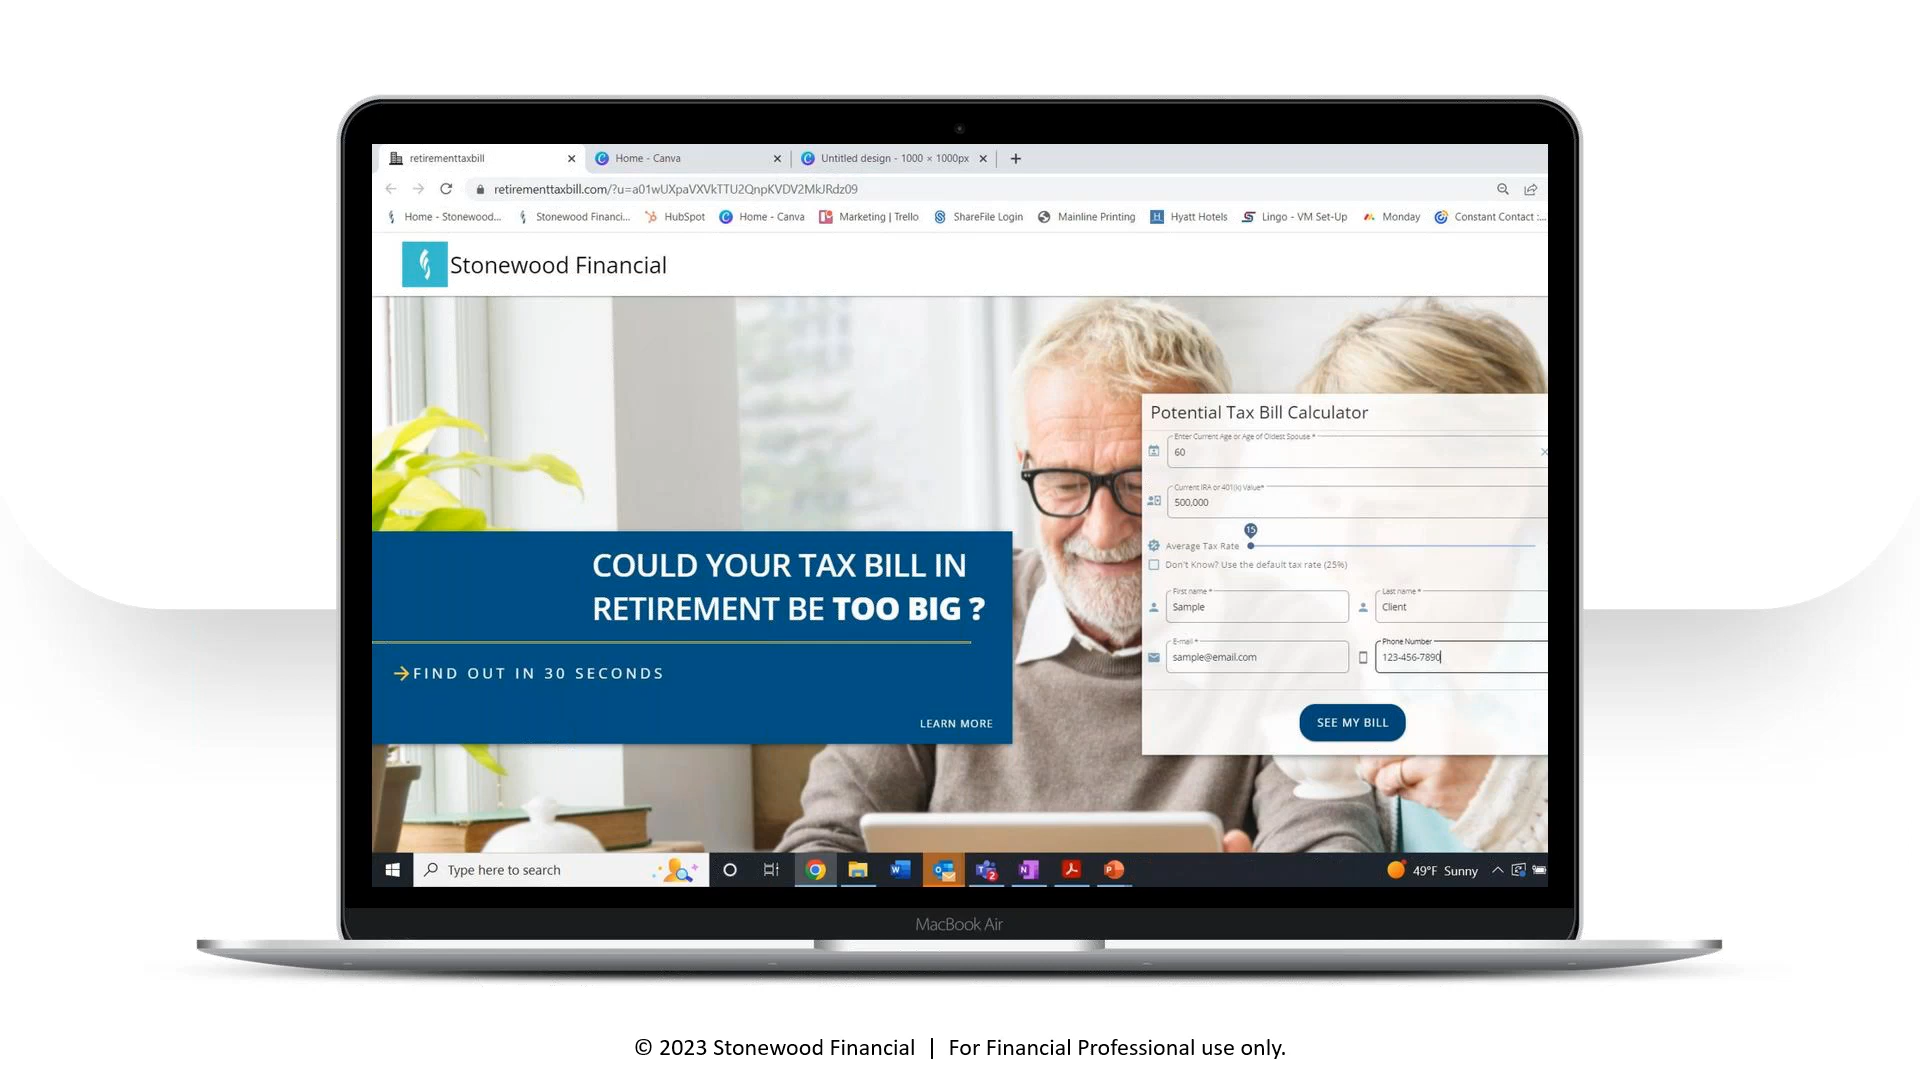 retirementtaxbill
Home - Canva
Untitled design - 1000 × 1000px
retirementtaxbill.com/?u=a01wUXpaVXVkTTU2QnpKVDV2MkJRdz09
Home - Stonewood...
Stonewood Financi...
HubSpot
Home - Canva
Marketing | Trello
ShareFile Login
Mainline Printing
Hyatt Hotels
Lingo - VM Set-Up
Monday
Constant Contact :...
Stonewood Financial
COULD YOUR TAX BILL IN
RETIREMENT BE TOO BIG ?
FIND OUT IN 30 SECONDS
LEARN MORE
Potential Tax Bill Calculator
Enter Current Age or Age of Oldest Spouse *
60
Current IRA or 401(k) Value*
500,000
15
Average Tax Rate
Don't Know? Use the default tax rate (25%)
First name *
Sample
Last name *
Client
E-mail *
sample@email.com
Phone Number
123-456-7890
SEE MY BILL
Type here to search
49°F Sunny
MacBook Air
© 2023 Stonewood Financial | For Financial Professional use only.